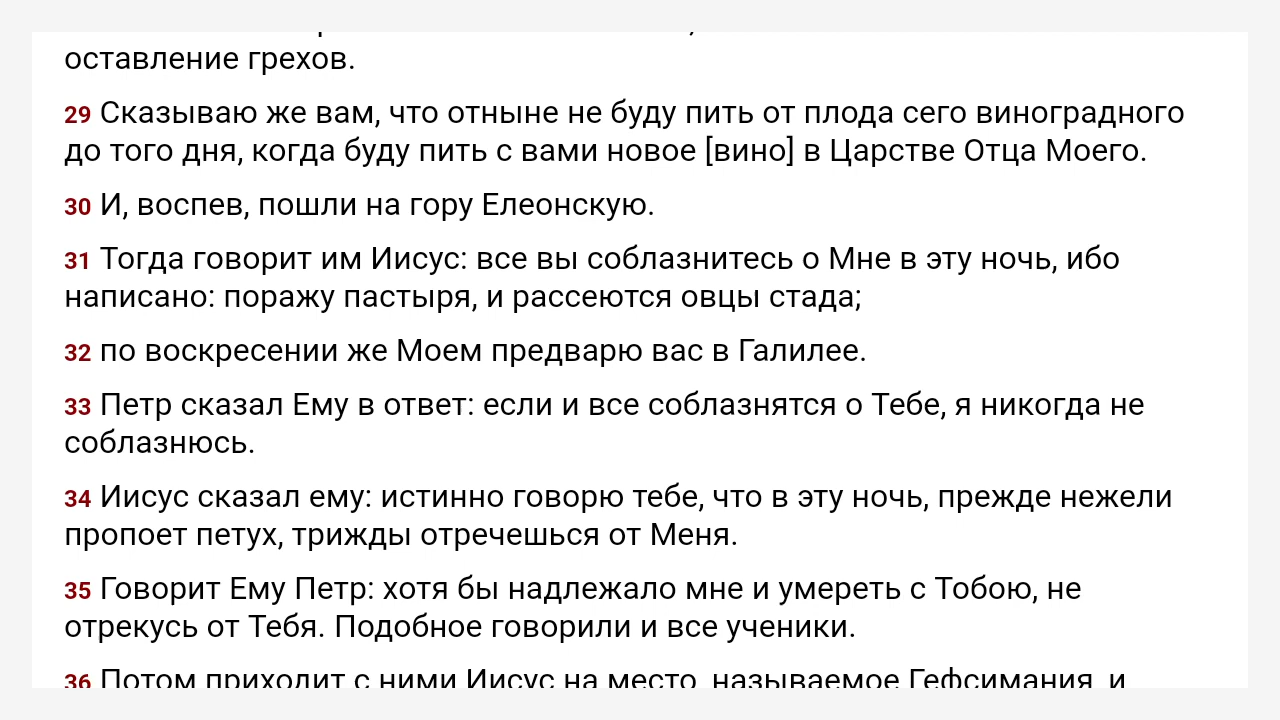 оставление грехов.
29 Сказываю же вам, что отныне не буду пить от плода сего виноградного
до того дня, когда буду пить с вами новое [вино] в Царстве Отца Моего.
30 И, воспев, пошли на гору Елеонскую.
31 Тогда говорит им Иисус: все вы соблазнитесь о Мне в эту ночь, ибо
написано: поражу пастыря, и рассеются овцы стада;
32 по воскресении же Моем предварю вас в Галилее.
33 Петр сказал Ему в ответ: если и все соблазнятся о Тебе, я никогда не
соблазнюсь.
34 Иисус сказал ему: истинно говорю тебе, что в эту ночь, прежде нежели
пропоет петух, трижды отречешься от Меня.
35 Говорит Ему Петр: хотя бы надлежало мне и умереть с Тобою, не
отрекусь от Тебя. Подобное говорили и все ученики.
36 Потом приходит с ними Иисус на место, называемое Гефсимания, и